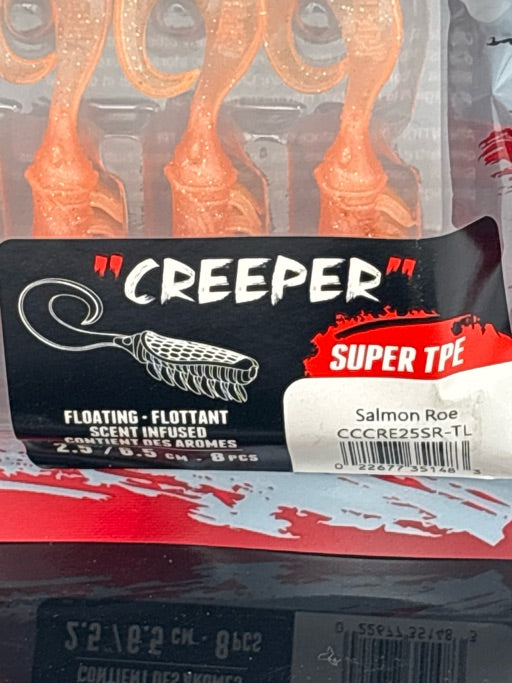 "CREEPER"
SUPER TPE
FLOATING - FLOTTANT
SCENT INFUSED
CONTIENT DES AROMES
2.5"/6.5 CM - 8 PCS
Salmon Roe
CCCRE25SR-TL
0 22677 35148 3